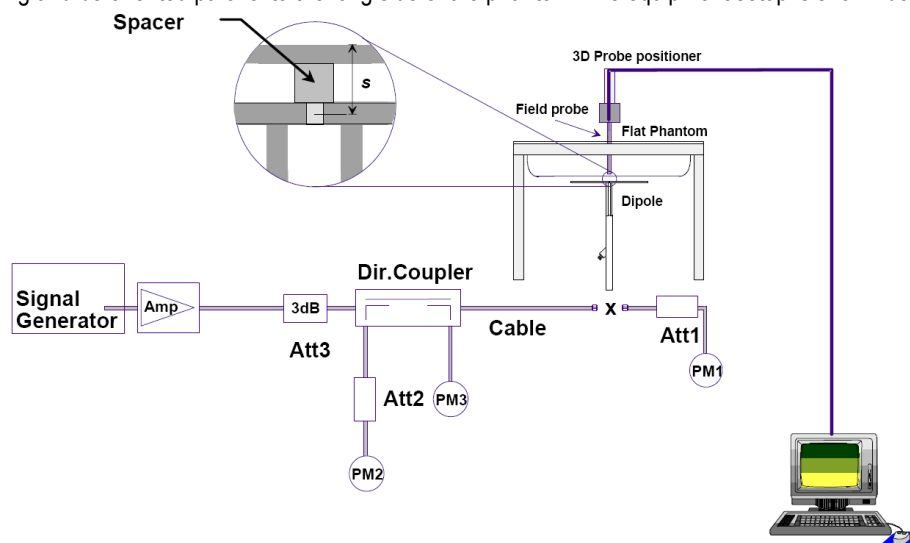 Spacer
s
3D Probe positioner
Field probe
Flat Phantom
Dipole
Dir.Coupler
Signal
Generator
Amp
3dB
Cable
X
Att3
Att1
PM1
Att2
PM3
PM2